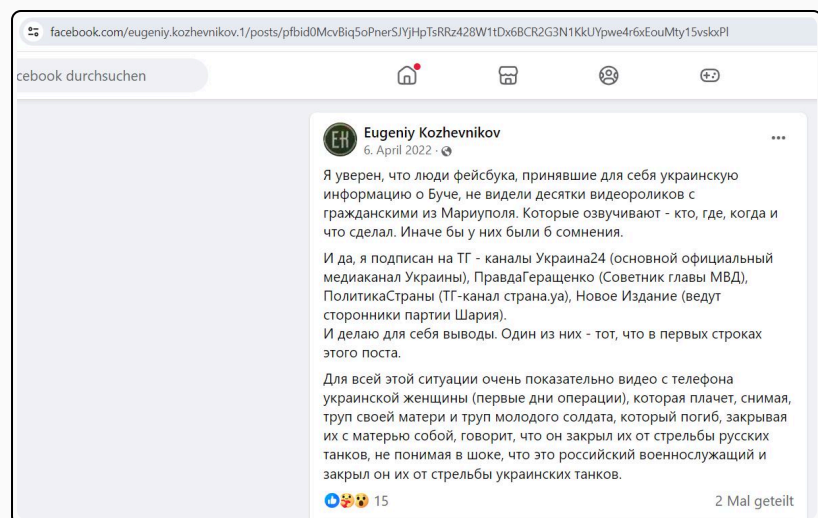 facebook.com/eugeniy.kozhevnikov.1/posts/pfbid0McvBiq5oPnerSJYjHpTsRRz428W1tDx6BCR2G3N1KkUYpwe4r6xEouMty15vskxPl
cebook durchsuchen
EK
Eugeniy Kozhevnikov
6. April 2022 ·
Я уверен, что люди фейсбука, принявшие для себя украинскую
информацию о Буче, не видели десятки видеороликов с
гражданскими из Мариуполя. Которые озвучивают - кто, где, когда и
что сделал. Иначе бы у них были б сомнения.
И да, я подписан на ТГ - каналы Украина24 (основной официальный
медиаканал Украины), ПравдаГеращенко (Советник главы МВД),
ПолитикаСтраны (ТГ-канал страна.уа), Новое Издание (ведут
сторонники партии Шария).
И делаю для себя выводы. Один из них - тот, что в первых строках
этого поста.
Для всей этой ситуации очень показательно видео с телефона
украинской женщины (первые дни операции), которая плачет, снимая,
труп своей матери и труп молодого солдата, который погиб, закрывая
их с матерью собой, говорит, что он закрыл их от стрельбы русских
танков, не понимая в шоке, что это российский военнослужащий и
закрыл он их от стрельбы украинских танков.
15
2 Mal geteilt